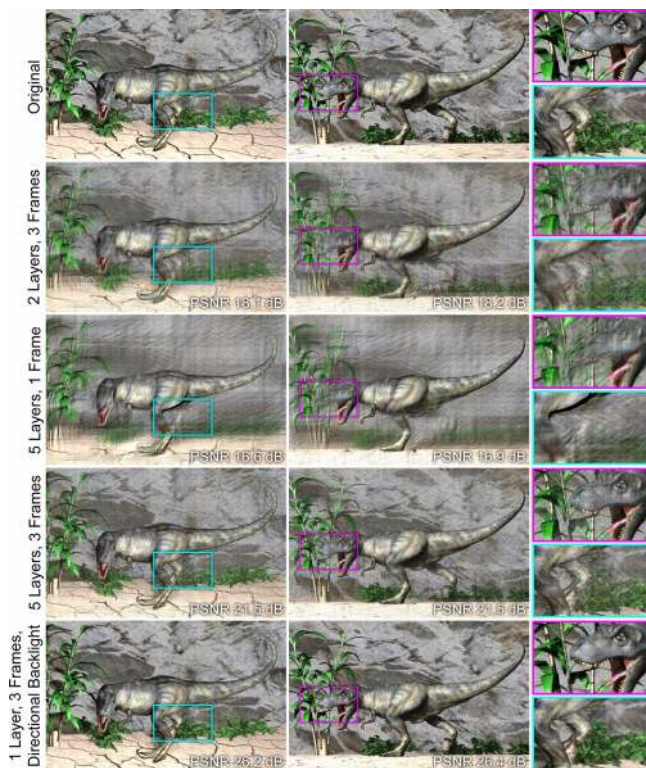 Original
2 Layers, 3 Frames
PSNR 18.1 dB
PSNR 18.2 dB
5 Layers, 1 Frame
PSNR 16.6 dB
PSNR 16.9 dB
5 Layers, 3 Frames
PSNR 21.5 dB
PSNR 21.5 dB
1 Layer, 3 Frames,
Directional Backlight
PSNR 26.2 dB
PSNR 26.4 dB